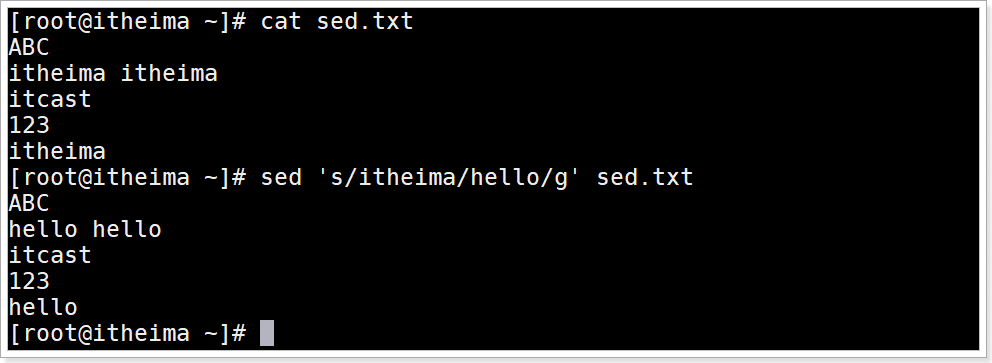 [root@itheima ~]# cat sed.txt
ABC
itheima itheima
itcast
123
itheima
[root@itheima ~]# sed 's/itheima/hello/g' sed.txt
ABC
hello hello
itcast
123
hello
[root@itheima ~]#